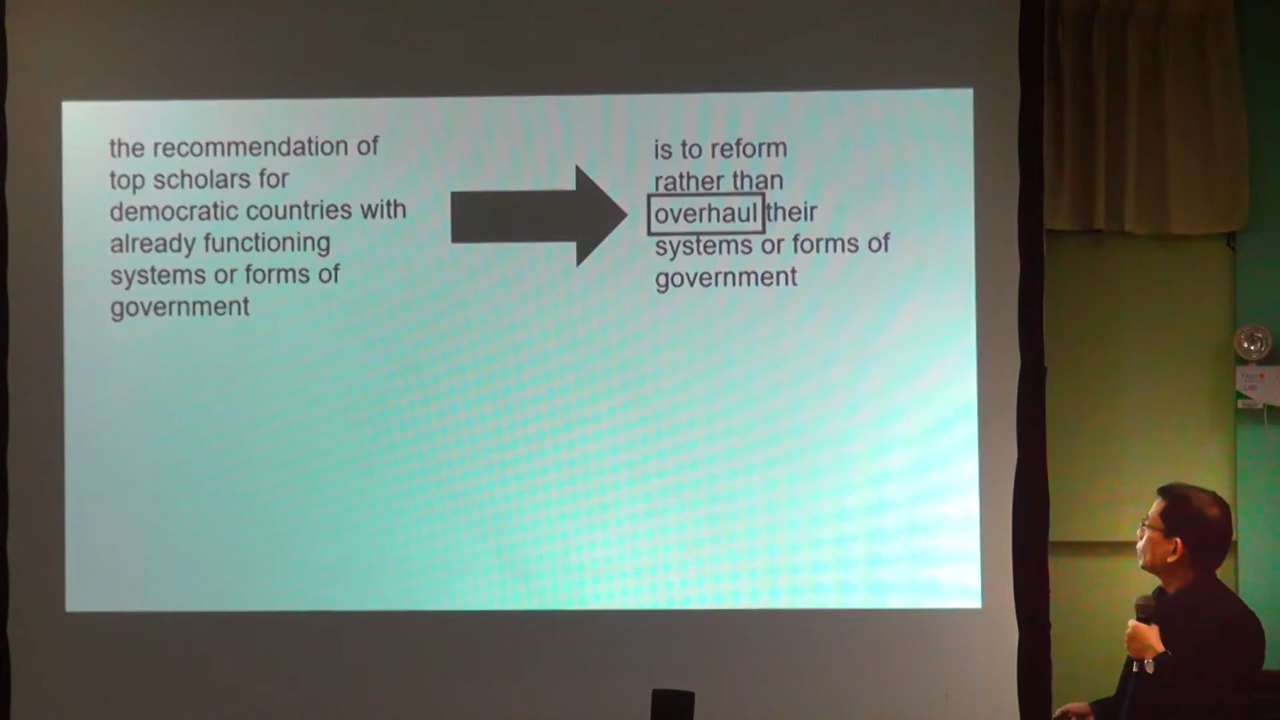 the recommendation of
top scholars for
democratic countries with
already functioning
systems or forms of
government
is to reform
rather than
overhaul their
systems or forms of
government